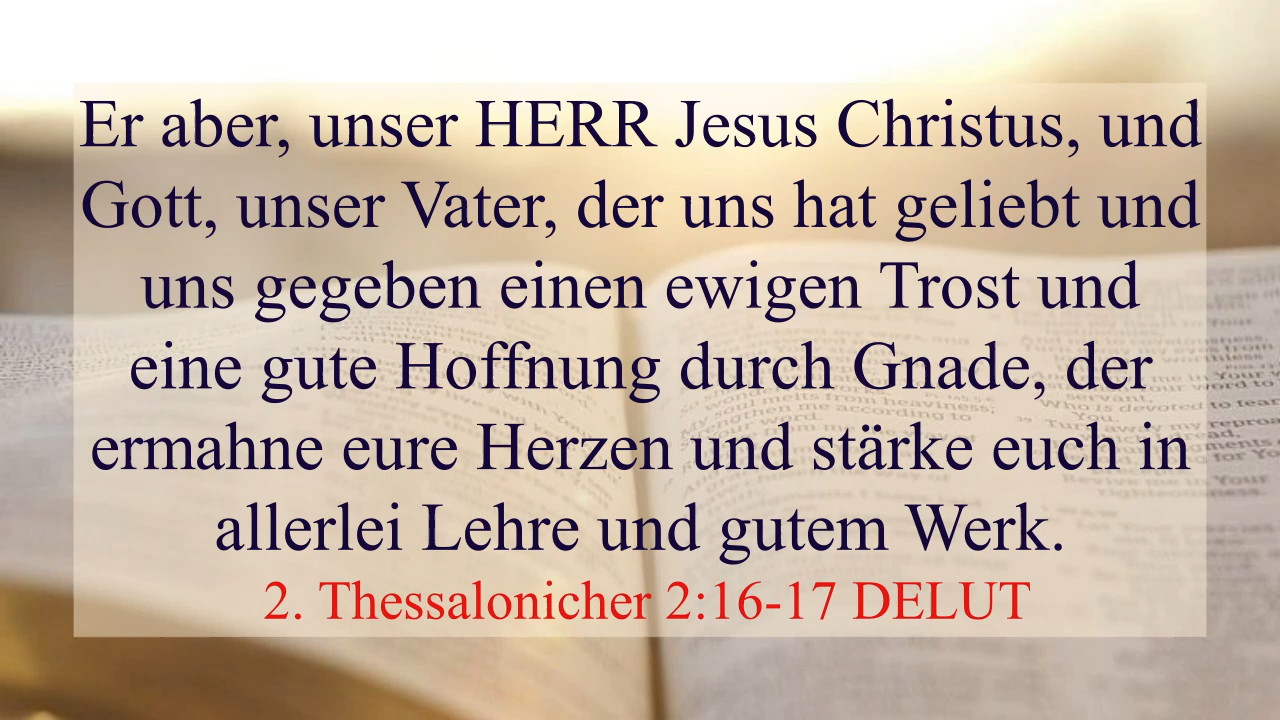 Er aber, unser HERR Jesus Christus, und
Gott, unser Vater, der uns hat geliebt und
uns gegeben einen ewigen Trost und
eine gute Hoffnung durch Gnade, der
ermahne eure Herzen und stärke euch in
allerlei Lehre und gutem Werk.
2. Thessalonicher 2:16-17 DELUT